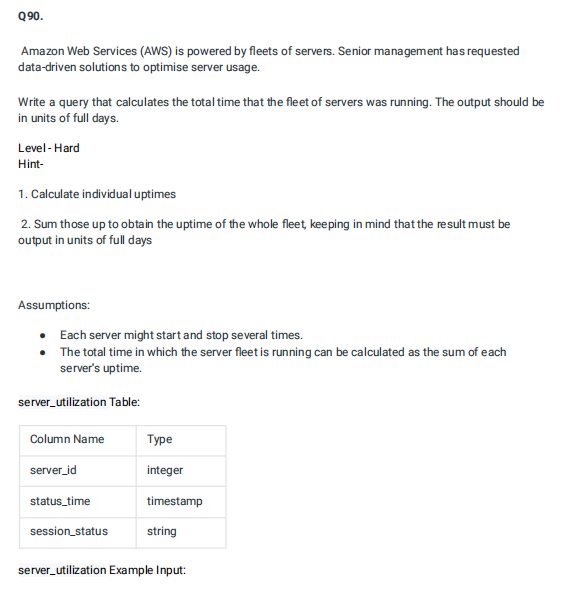 Q90.
Amazon Web Services (AWS) is powered by fleets of servers. Senior management has requested
data-driven solutions to optimise server usage.
Write a query that calculates the total time that the fleet of servers was running. The output should be
in units of full days.
Level - Hard
Hint-
1. Calculate individual uptimes
2. Sum those up to obtain the uptime of the whole fleet, keeping in mind that the result must be
output in units of full days
Assumptions:
● Each server might start and stop several times.
● The total time in which the server fleet is running can be calculated as the sum of each
server's uptime.
server_utilization Table:
Column Name Type
server_id integer
status_time timestamp
session_status string
server_utilization Example Input: